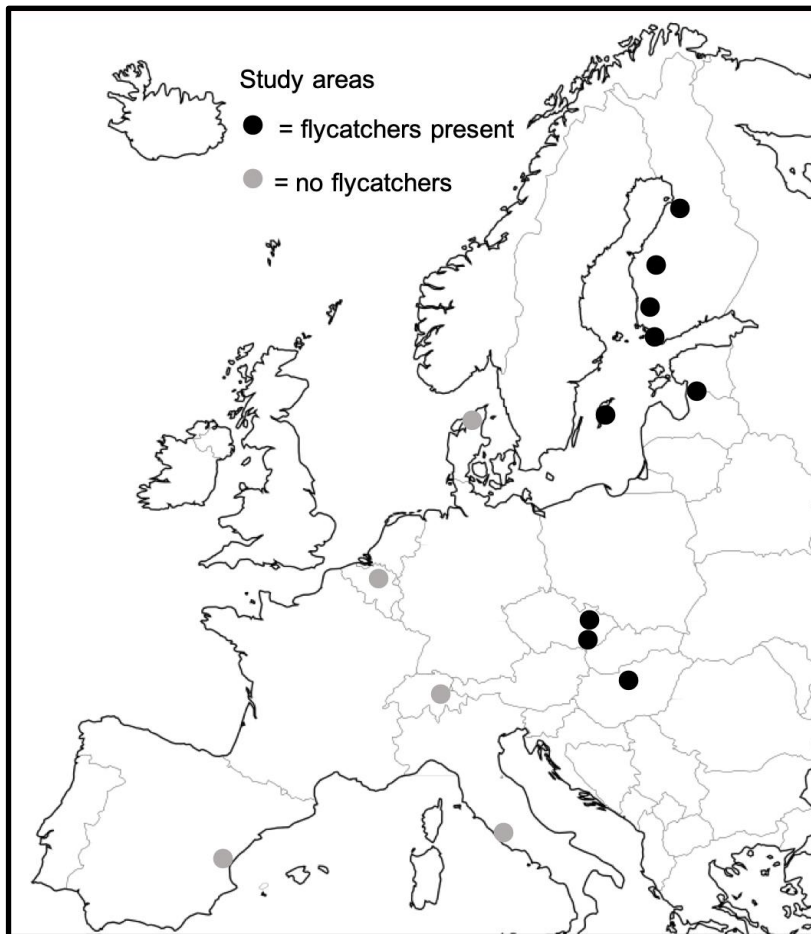 Study areas
= flycatchers present
= no flycatchers